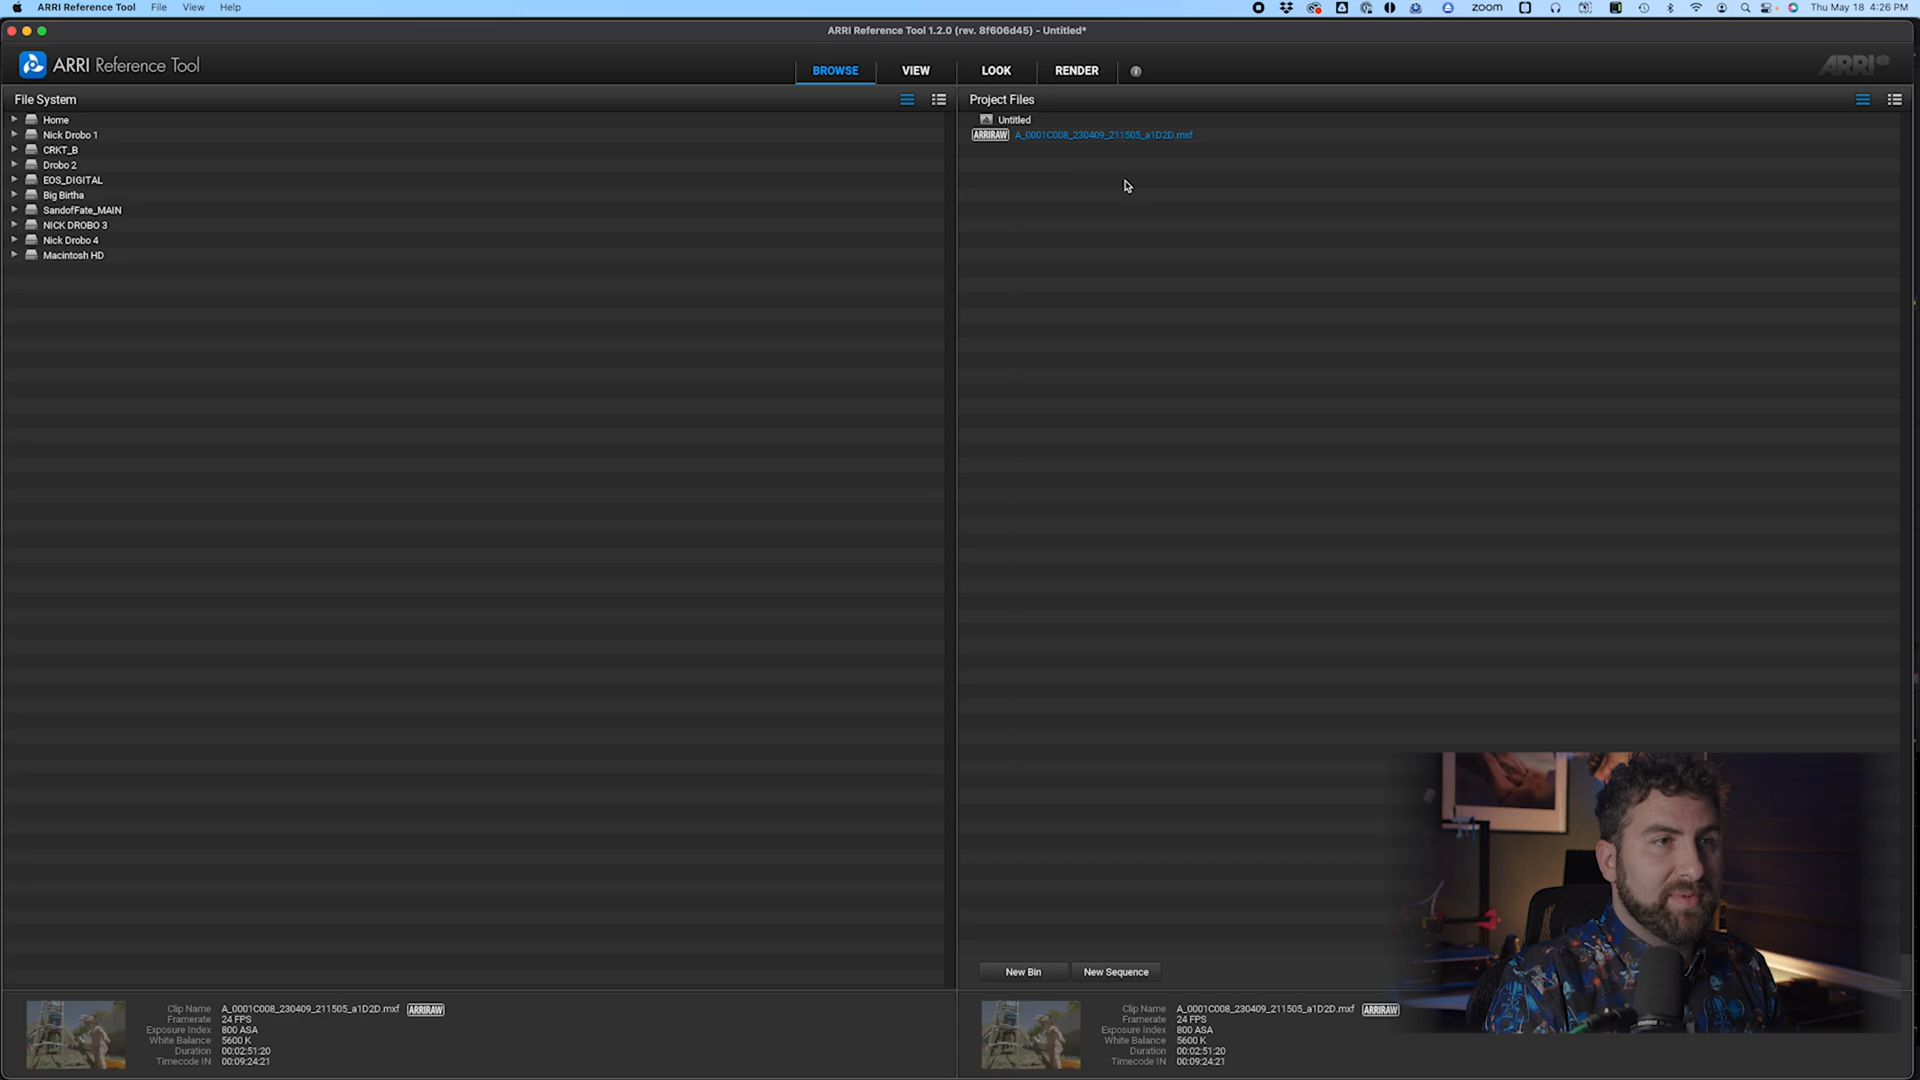 ARRI Reference Tool File View Help zoom Thu May 18 4:26 PM
ARRI Reference Tool 1.2.0 (rev. 8f606d45) - Untitled*
ARRI Reference Tool BROWSE VIEW LOOK RENDER ARRI
File System
Home
Nick Drobo 1
CRKT_B
Drobo 2
EOS_DIGITAL
Big Birtha
SandofFate_MAIN
NICK DROBO 3
Nick Drobo 4
Macintosh HD
Project Files
Untitled
ARRIRAW A_0001C008_230409_211505_a1D2D.mxf
New Bin New Sequence
Clip Name A_0001C008_230409_211505_a1D2D.mxf ARRIRAW
Framerate 24 FPS
Exposure Index 800 ASA
White Balance 5600 K
Duration 00:02:51:20
Timecode IN 00:09:24:21
Clip Name A_0001C008_230409_211505_a1D2D.mxf ARRIRAW
Framerate 24 FPS
Exposure Index 800 ASA
White Balance 5600 K
Duration 00:02:51:20
Timecode IN 00:09:24:21